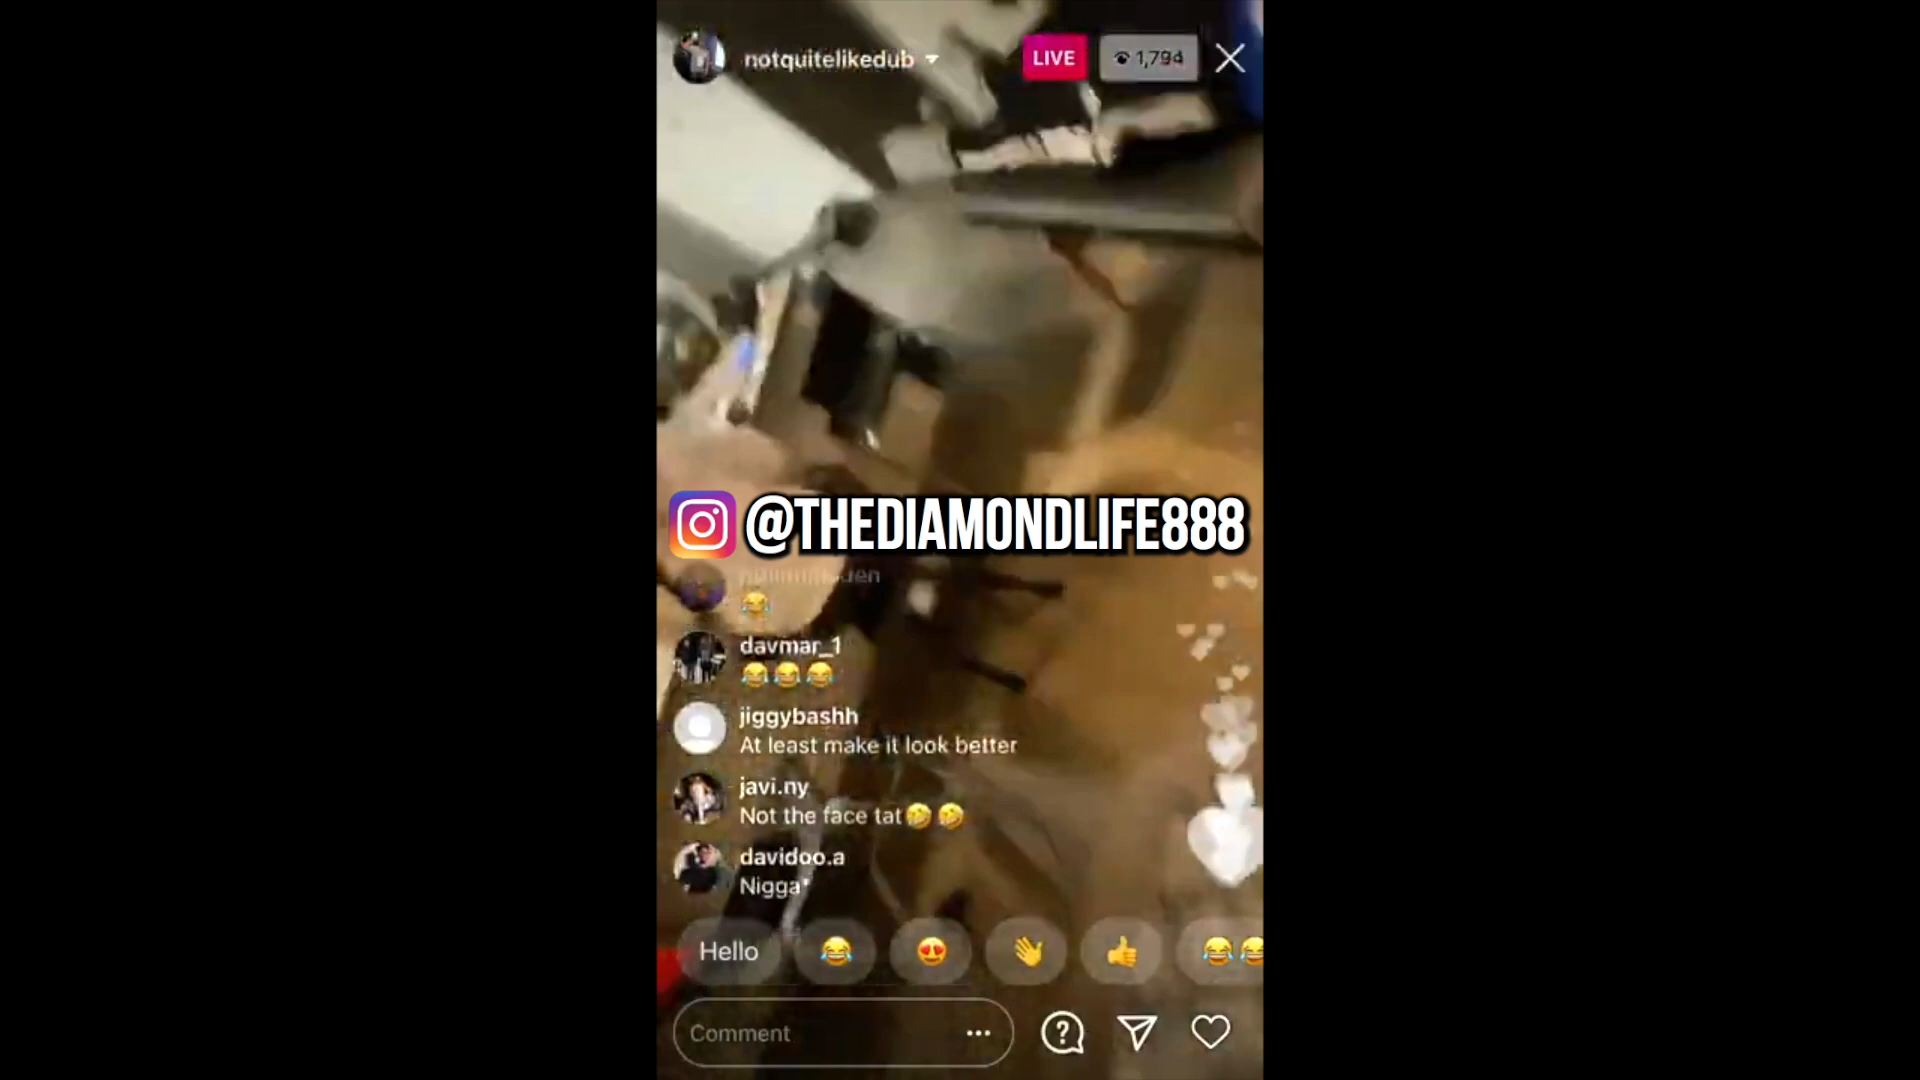 notquitelikedub
LIVE
1,794
@THEDIAMONDLIFE888
😂
davmar_1
😂😂😂
jiggybashh
At least make it look better
javi.ny
Not the face tat🤣🤣
davidoo.a
Nigga*
Hello 😂 😍 👋 👍 😂😂
Comment